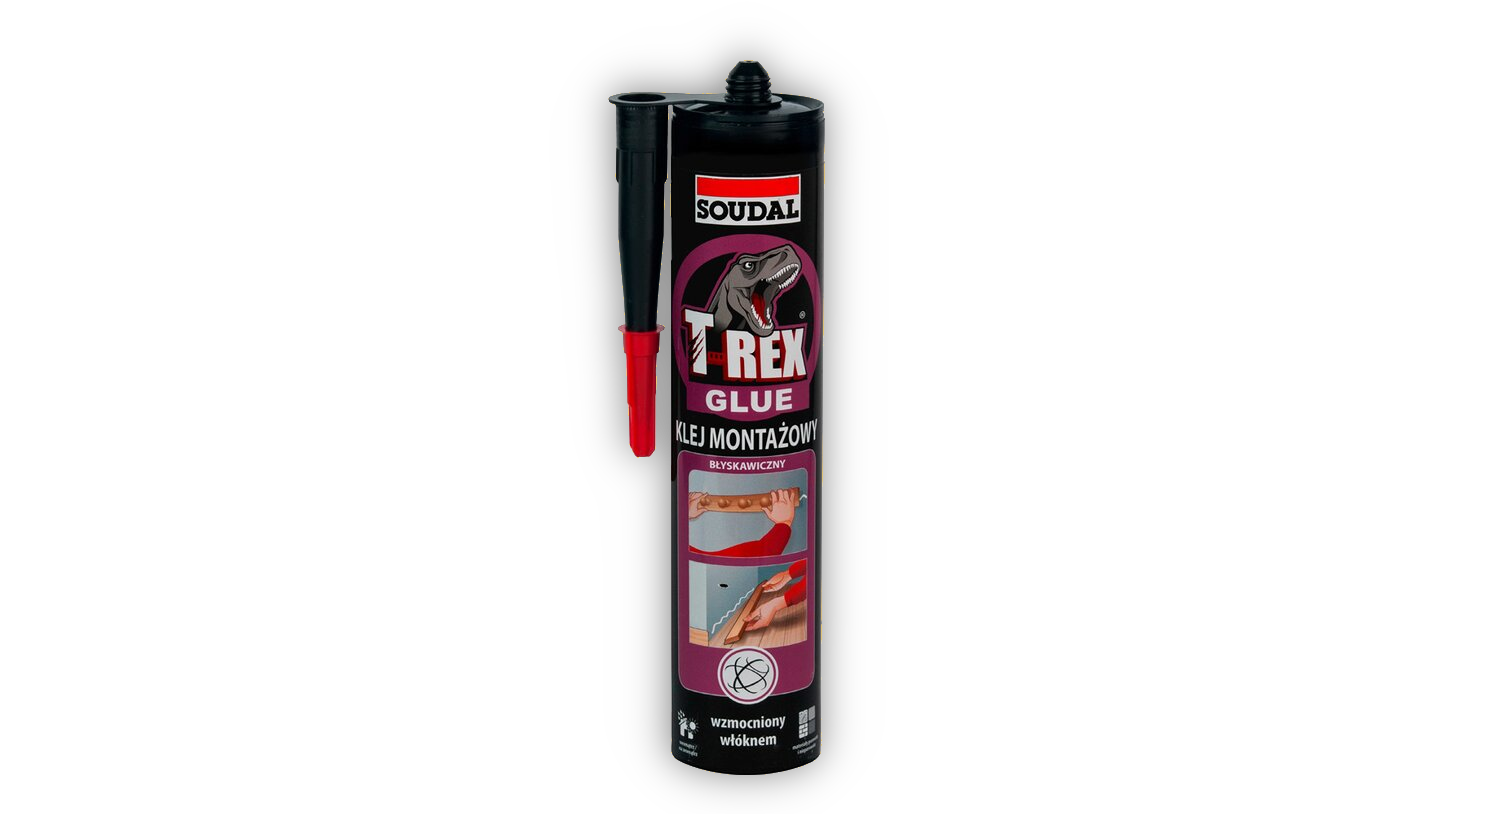 SOUDAL
T-REX
®
GLUE
KLEJ MONTAŻOWY
BŁYSKAWICZNY
wzmocniony
włóknem